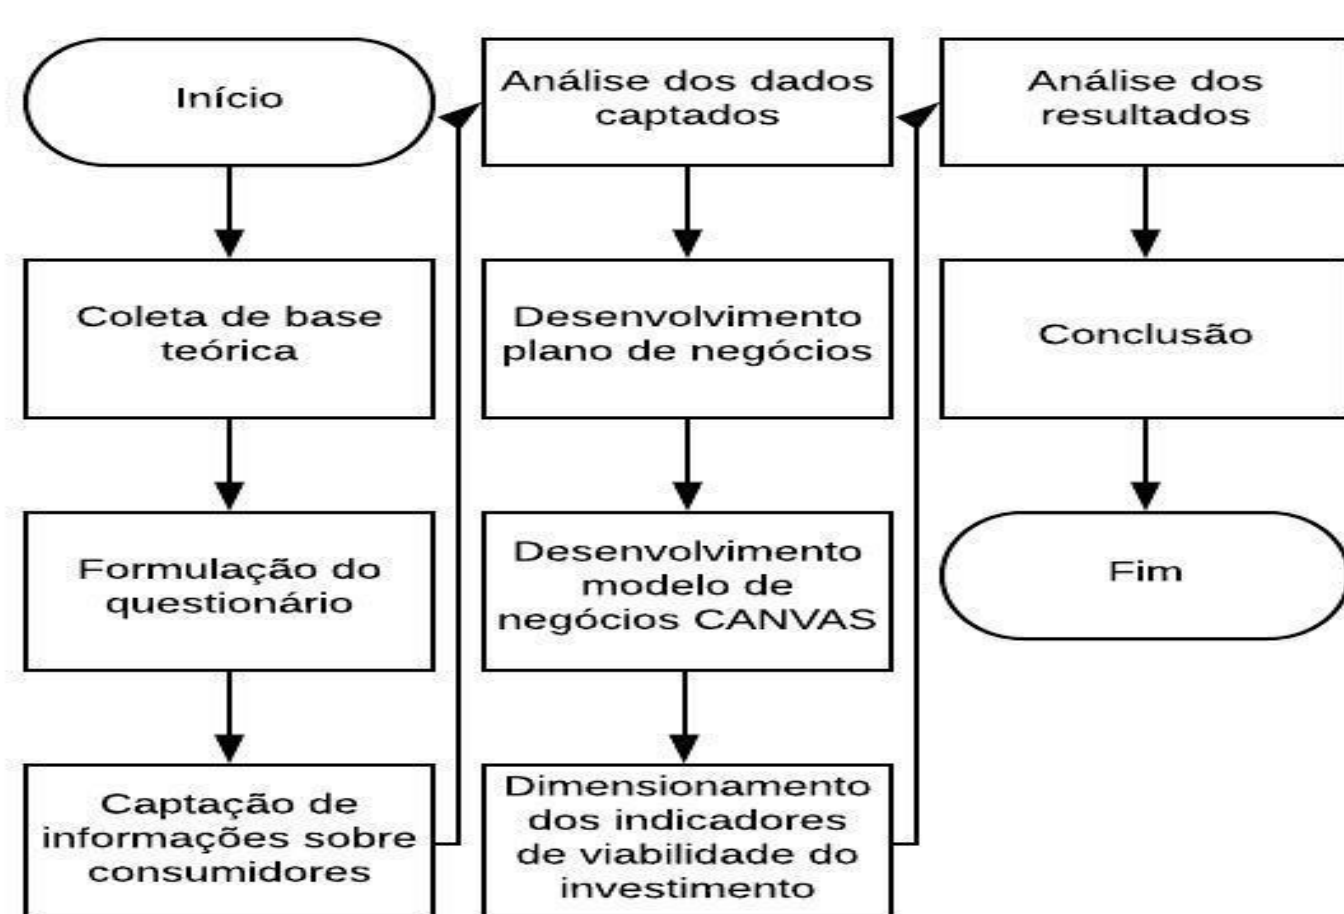 Início
Coleta de base
teórica
Formulação do
questionário
Captação de
informações sobre
consumidores
Análise dos dados
captados
Desenvolvimento
plano de negócios
Desenvolvimento
modelo de
negócios CANVAS
Dimensionamento
dos indicadores
de viabilidade do
investimento
Análise dos
resultados
Conclusão
Fim